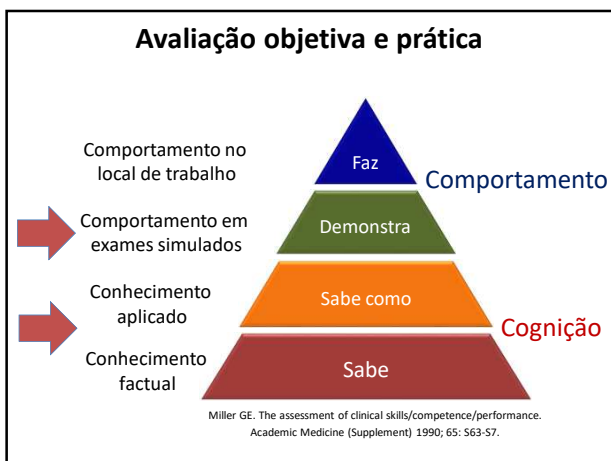 Avaliação objetiva e prática
Comportamento no
local de trabalho
Faz
Comportamento
Comportamento em
exames simulados
Demonstra
Conhecimento
aplicado
Sabe como
Cognição
Conhecimento
factual
Sabe
Miller GE. The assessment of clinical skills/competence/performance.
Academic Medicine (Supplement) 1990; 65: S63-S7.